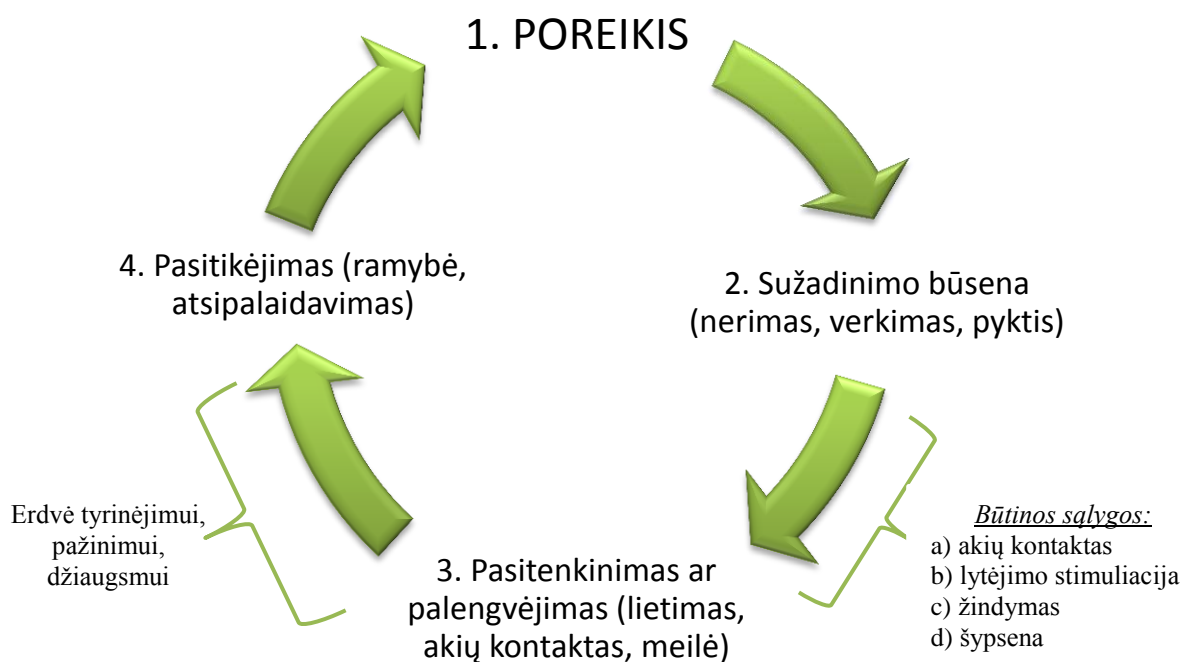 1. POREIKIS
2. Sužadinimo būsena
(nerimas, verkimas, pyktis)
Būtinos sąlygos:
a) akių kontaktas
b) lytėjimo stimuliacija
c) žindymas
d) šypsena
3. Pasitenkinimas ar
palengvėjimas (lietimas,
akių kontaktas, meilė)
Erdvė tyrinėjimui,
pažinimui,
džiaugsmui
4. Pasitikėjimas (ramybė,
atsipalaidavimas)